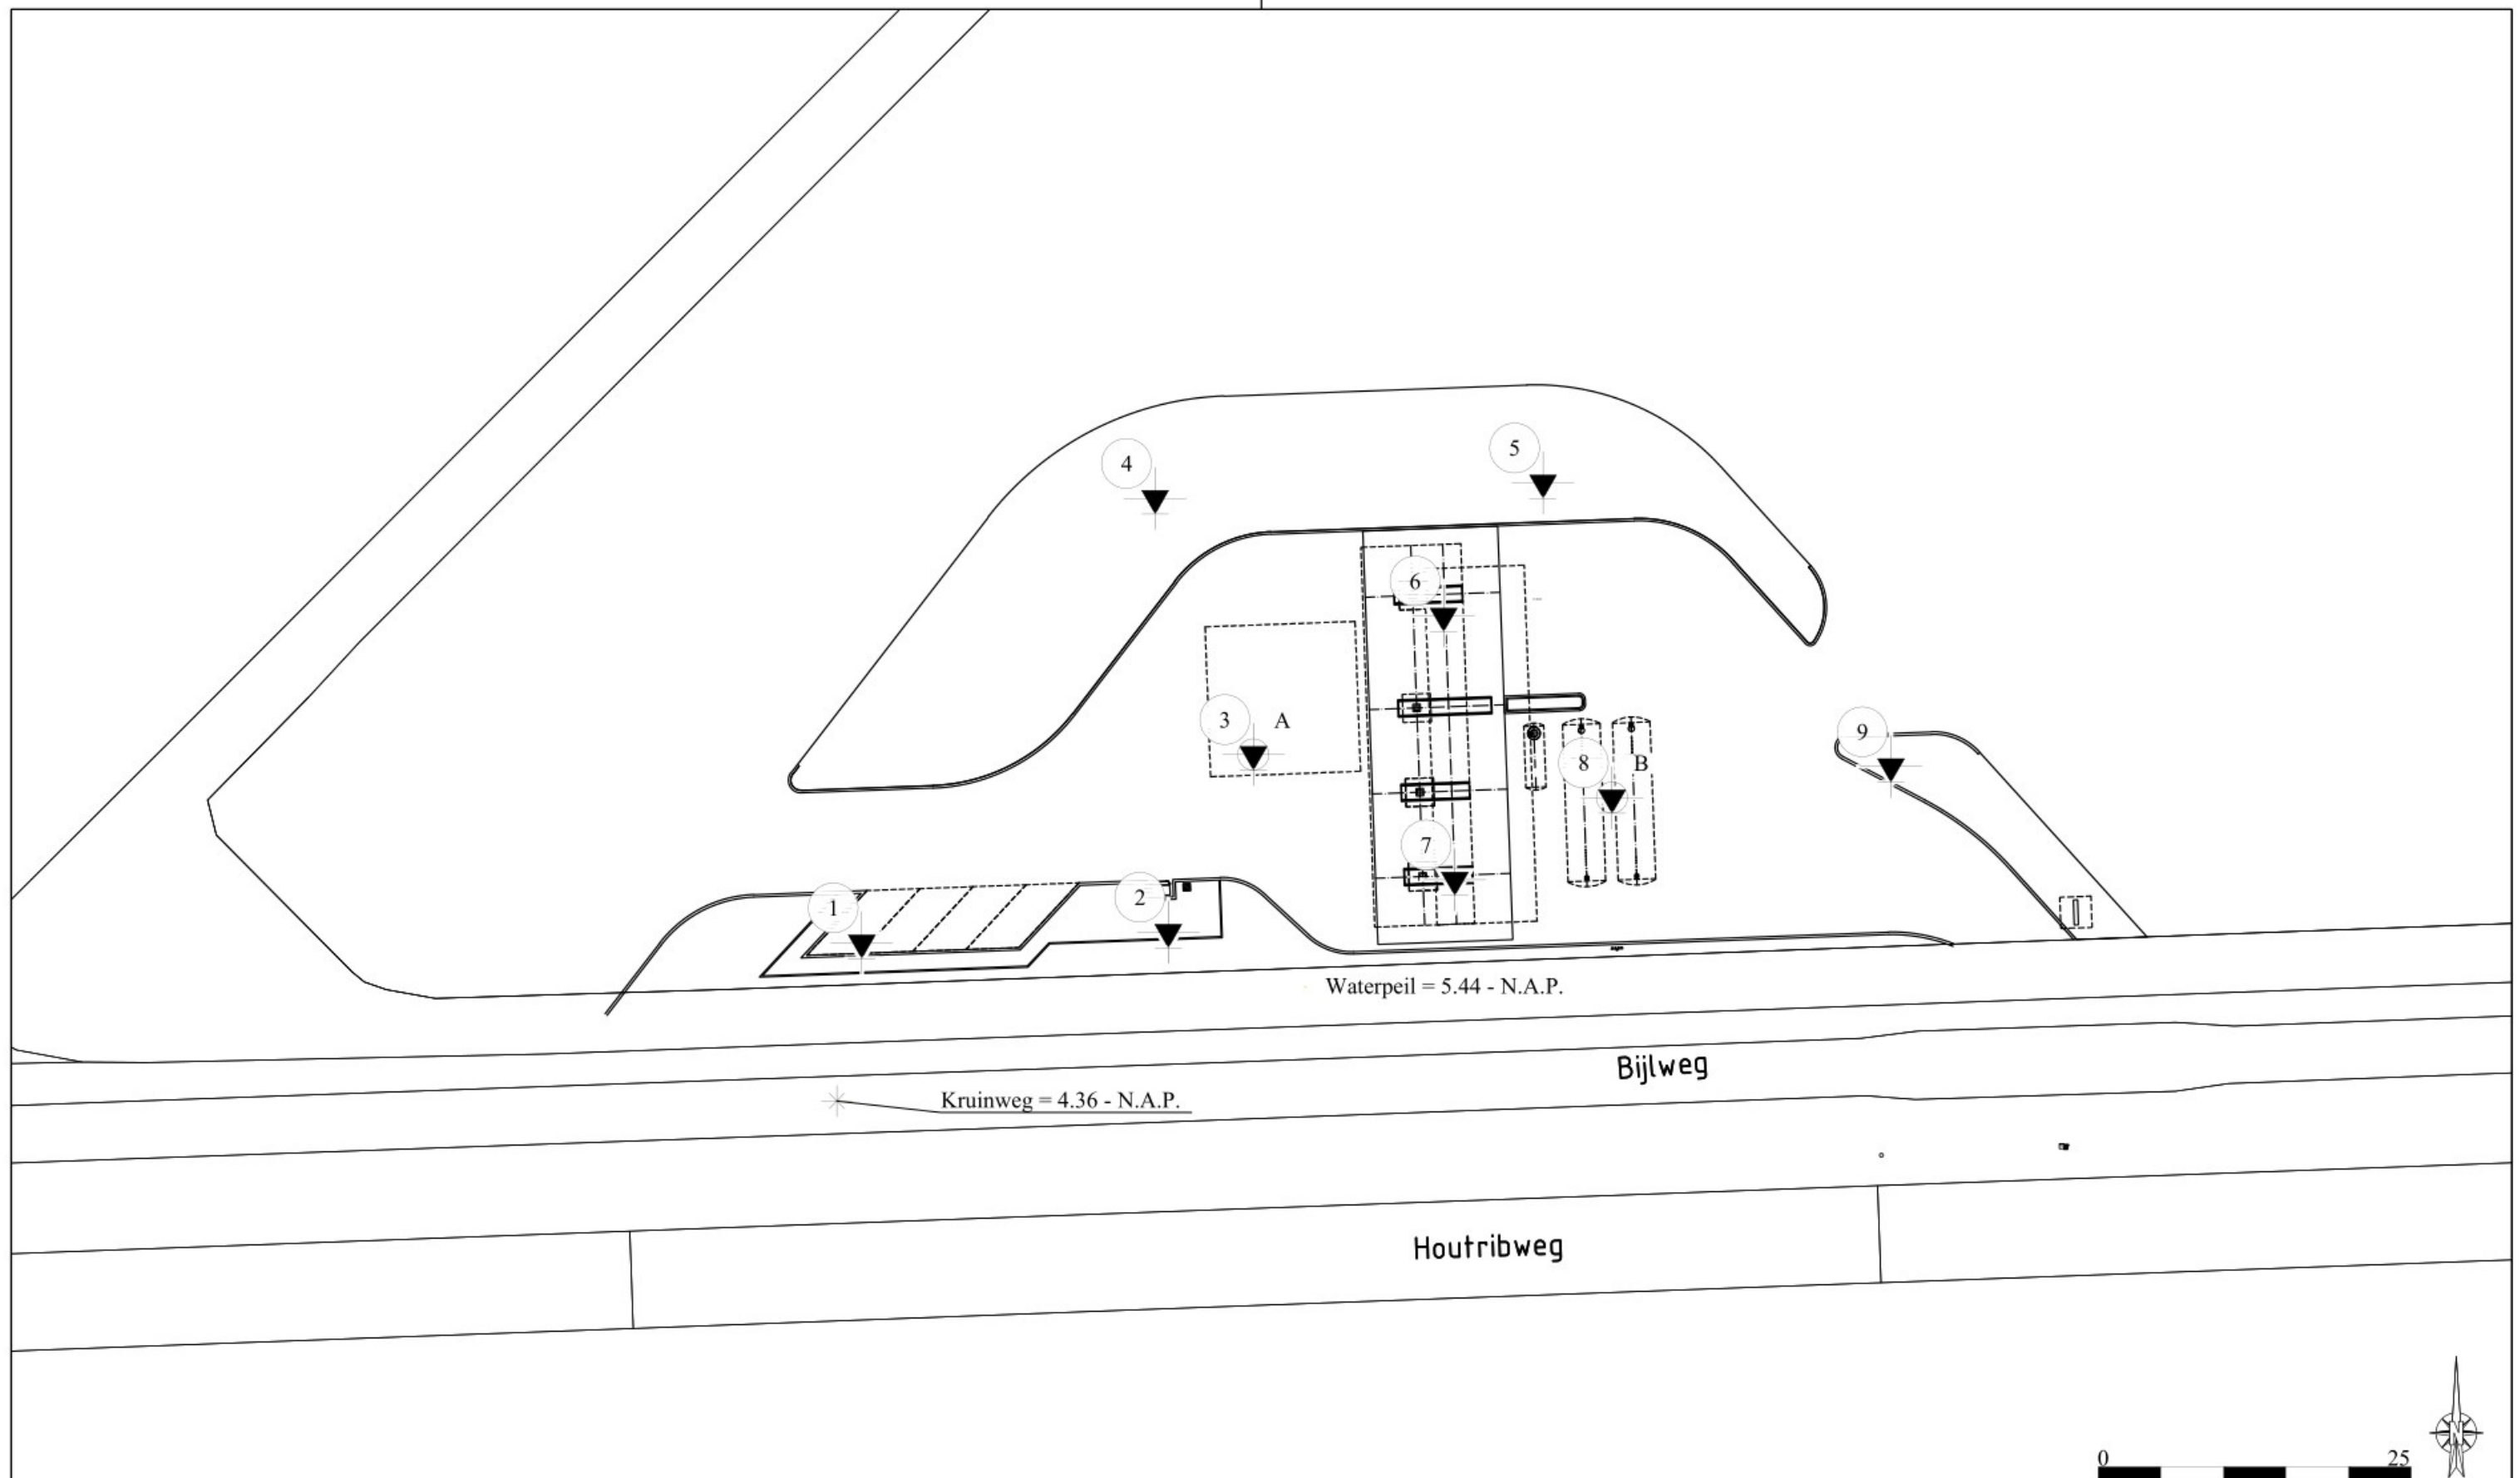 5
4
6
3 A
9
8 B
7
2
1
Waterpeil = 5.44 - N.A.P.
Bijlweg
Kruinweg = 4.36 - N.A.P.
Houtribweg
N
0 25